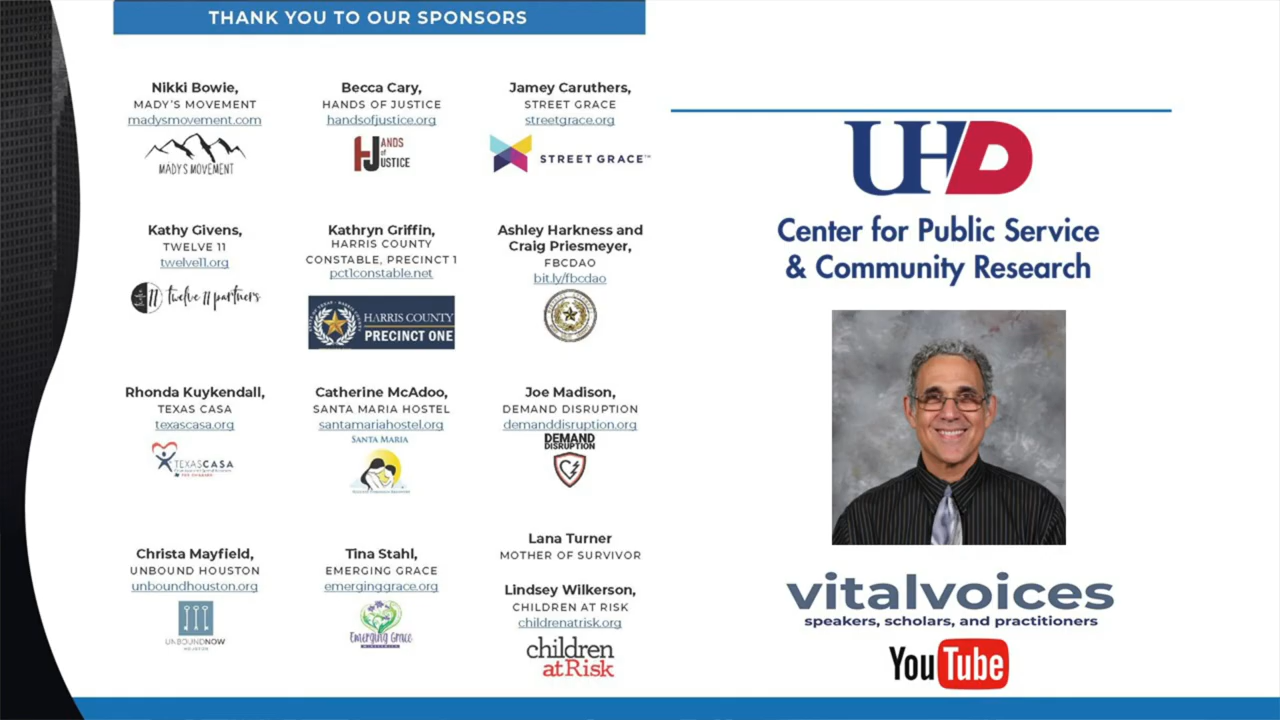 THANK YOU TO OUR SPONSORS
Nikki Bowie,
MADY'S MOVEMENT
madysmovement.com
MADY'S MOVEMENT
Becca Cary,
HANDS OF JUSTICE
handsofjustice.org
HANDS
of
JUSTICE
Jamey Caruthers,
STREET GRACE
streetgrace.org
STREET GRACE™
Kathy Givens,
TWELVE 11
twelve11.org
11 twelve 11 partners
Kathryn Griffin,
HARRIS COUNTY
CONSTABLE, PRECINCT 1
pct1constable.net
HARRIS COUNTY
PRECINCT ONE
Ashley Harkness and
Craig Priesmeyer,
FBCDAO
bit.ly/fbcdao
Rhonda Kuykendall,
TEXAS CASA
texascasa.org
TEXAS CASA
Catherine McAdoo,
SANTA MARIA HOSTEL
santamariahostel.org
SANTA MARIA
Joe Madison,
DEMAND DISRUPTION
demanddisruption.org
DEMAND
DISRUPTION
Christa Mayfield,
UNBOUND HOUSTON
unboundhouston.org
UNBOUNDNOW
HOUSTON
Tina Stahl,
EMERGING GRACE
emerginggrace.org
Emerging Grace
MINISTRIES
Lana Turner
MOTHER OF SURVIVOR
Lindsey Wilkerson,
CHILDREN AT RISK
childrenatrisk.org
children
at Risk
UHD
Center for Public Service
& Community Research
vitalvoices
speakers, scholars, and practitioners
YouTube